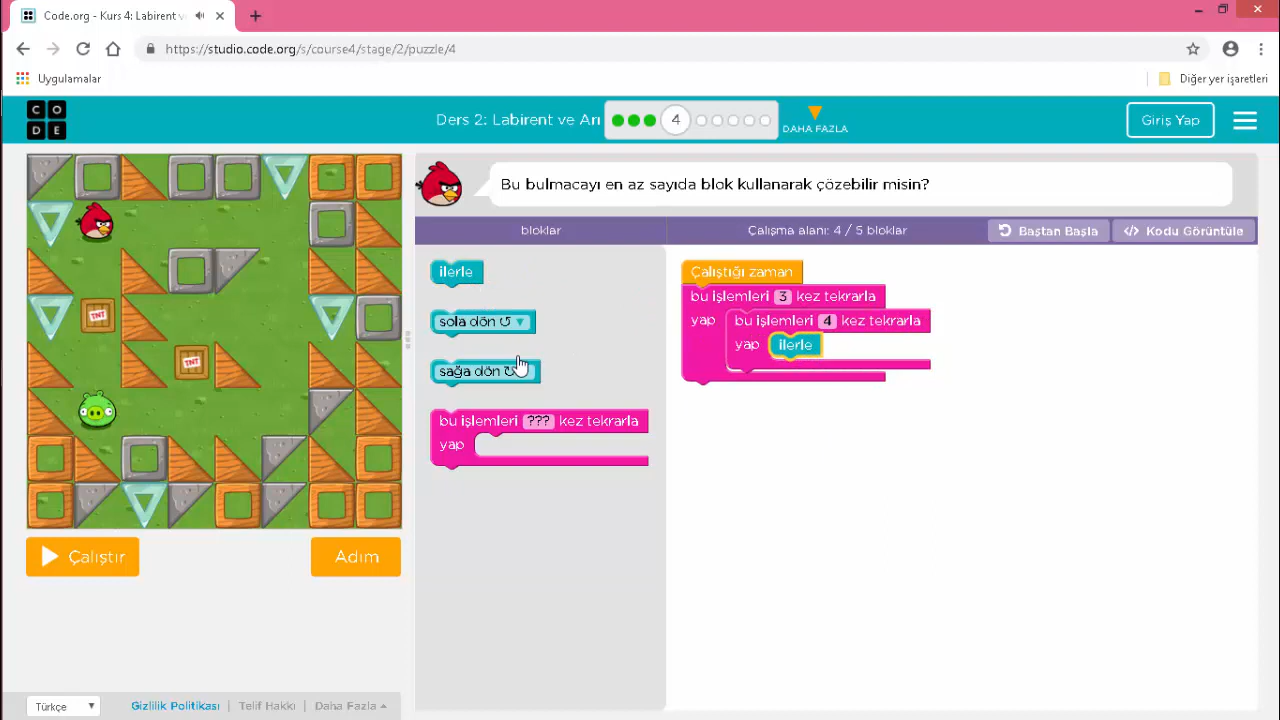 Code.org - Kurs 4: Labirent v
https://studio.code.org/s/course4/stage/2/puzzle/4
Uygulamalar
Diğer yer işaretleri
C O
D E
Ders 2: Labirent ve Arı
4
DAHA FAZLA
Giriş Yap
Bu bulmacayı en az sayıda blok kullanarak çözebilir misin?
bloklar
Çalışma alanı: 4 / 5 bloklar
Baştan Başla
</> Kodu Görüntüle
ilerle
sola dön ↺
sağa dön ↻
bu işlemleri ??? kez tekrarla
yap
Çalıştığı zaman
bu işlemleri 3 kez tekrarla
yap
bu işlemleri 4 kez tekrarla
yap ilerle
TNT
TNT
Çalıştır
Adım
Türkçe
Gizlilik Politikası | Telif Hakkı | Daha Fazla